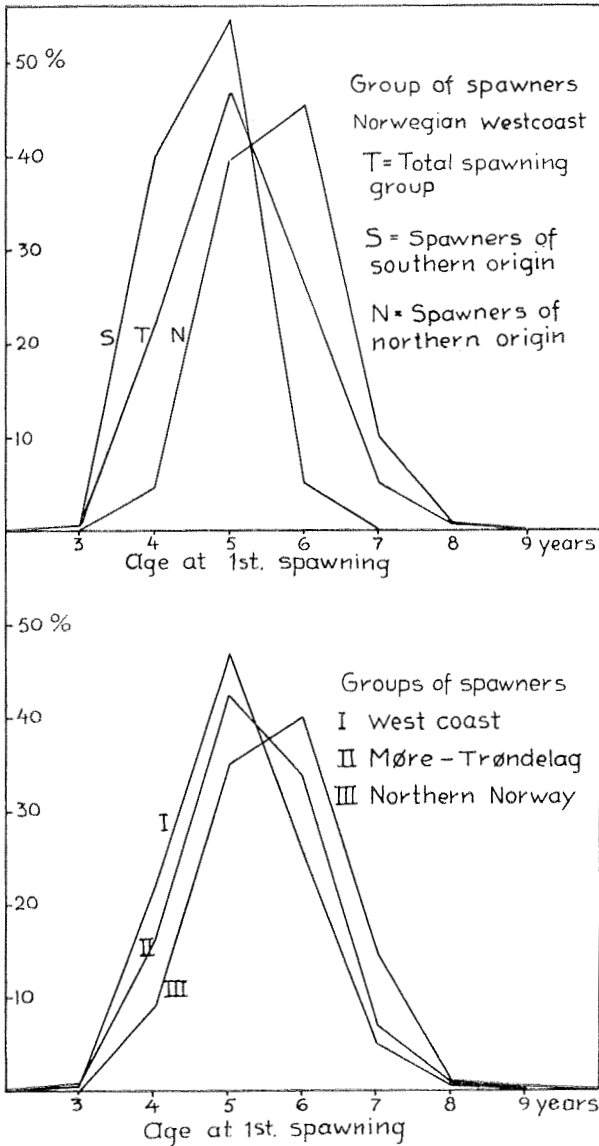 50 %
40
30
20
10
Group of spawners
Norwegian westcoast
T = Total spawning
group
S = Spawners of
southern origin
N = Spawners of
northern origin
S T N
3 4 5 6 7 8 9 years
Age at 1st. spawning
50 %
40
30
20
10
Groups of spawners
I West coast
II Møre - Trøndelag
III Northern Norway
I
II
III
3 4 5 6 7 8 9 years
Age at 1st. spawning